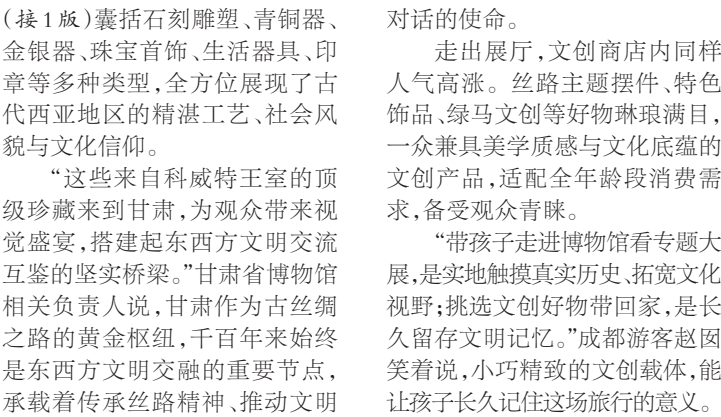 (接1版)囊括石刻雕塑、青铜器、
金银器、珠宝首饰、生活器具、印
章等多种类型,全方位展现了古
代西亚地区的精湛工艺、社会风
貌与文化信仰。
“这些来自科威特王室的顶
级珍藏来到甘肃,为观众带来视
觉盛宴,搭建起东西方文明交流
互鉴的坚实桥梁。”甘肃省博物馆
相关负责人说,甘肃作为古丝绸
之路的黄金枢纽,千百年来始终
是东西方文明交融的重要节点,
承载着传承丝路精神、推动文明
对话的使命。
走出展厅,文创商店内同样
人气高涨。丝路主题摆件、特色
饰品、绿马文创等好物琳琅满目,
一众兼具美学质感与文化底蕴的
文创产品,适配全年龄段消费需
求,备受观众青睐。
“带孩子走进博物馆看专题大
展,是实地触摸真实历史、拓宽文化
视野;挑选文创好物带回家,是长
久留存文明记忆。”成都游客赵囡
笑着说,小巧精致的文创载体,能
让孩子长久记住这场旅行的意义。